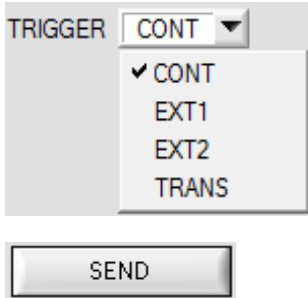 TRIGGER CONT
CONT
EXT1
EXT2
TRANS
SEND